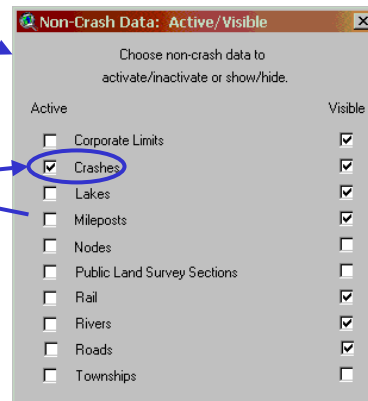 Non-Crash Data: Active/Visible
Choose non-crash data to
activate/inactivate or show/hide.
Active Visible
Corporate Limits
Crashes
Lakes
Mileposts
Nodes
Public Land Survey Sections
Rail
Rivers
Roads
Townships